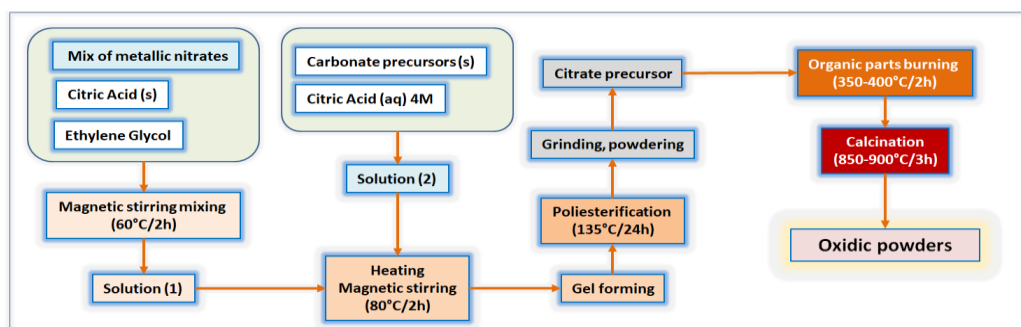 Mix of metallic nitrates
Citric Acid (s)
Ethylene Glycol
Magnetic stirring mixing
(60°C/2h)
Solution (1)
Carbonate precursors (s)
Citric Acid (aq) 4M
Solution (2)
Heating
Magnetic stirring
(80°C/2h)
Gel forming
Poliesterification
(135°C/24h)
Grinding, powdering
Citrate precursor
Organic parts burning
(350-400°C/2h)
Calcination
(850-900°C/3h)
Oxidic powders